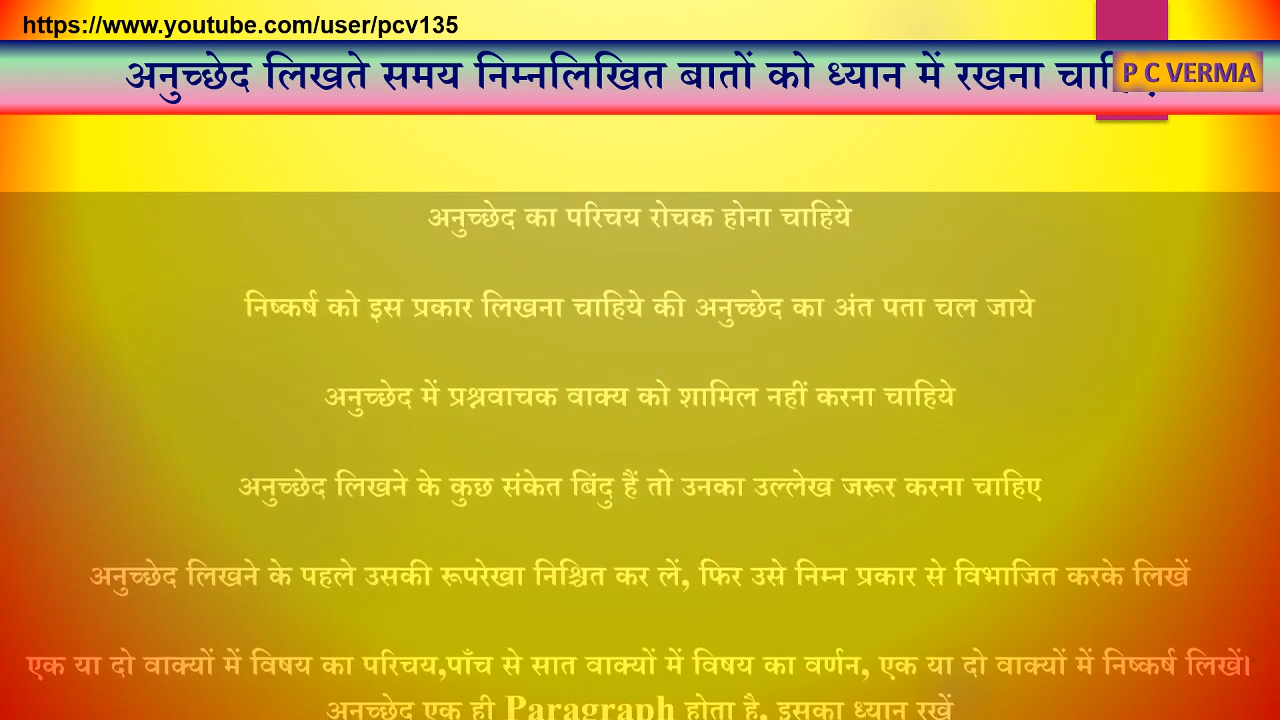 https://www.youtube.com/user/pcv135
अनुच्छेद लिखते समय निम्नलिखित बातों को ध्यान में रखना
P C VERMA
अनुच्छेद का परिचय रोचक होना चाहिये
निष्कर्ष को इस प्रकार लिखना चाहिये की अनुच्छेद का अंत पता चल जाये
अनुच्छेद में प्रश्नवाचक वाक्य को शामिल नहीं करना चाहिये
अनुच्छेद लिखने के कुछ संकेत बिंदु हैं तो उनका उल्लेख जरूर करना चाहिए
अनुच्छेद लिखने के पहले उसकी रूपरेखा निश्चित कर लें, फिर उसे निम्न प्रकार से विभाजित करके लिखें
एक या दो वाक्यों में विषय का परिचय,पाँच से सात वाक्यों में विषय का वर्णन, एक या दो वाक्यों में निष्कर्ष लिखें।
अनुच्छेद एक ही Paragraph होता है, इसका ध्यान रखें